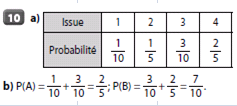 10 a) Issue 1 2 3 4
Probabilité 1/10 1/5 3/10 2/5
b) P(A) = 1/10 + 3/10 = 2/5; P(B) = 3/10 + 2/5 = 7/10.